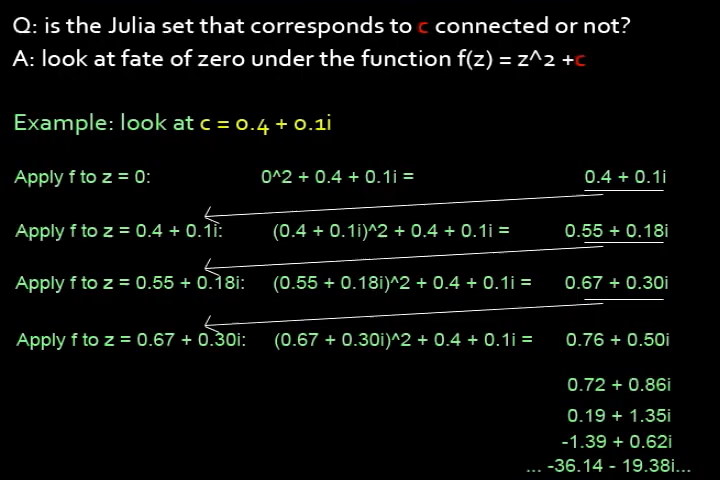 Q: is the Julia set that corresponds to c connected or not?
A: look at fate of zero under the function f(z) = z^2 +c
Example: look at c = 0.4 + 0.1i
Apply f to z = 0: 0^2 + 0.4 + 0.1i = 0.4 + 0.1i
Apply f to z = 0.4 + 0.1i: (0.4 + 0.1i)^2 + 0.4 + 0.1i = 0.55 + 0.18i
Apply f to z = 0.55 + 0.18i: (0.55 + 0.18i)^2 + 0.4 + 0.1i = 0.67 + 0.30i
Apply f to z = 0.67 + 0.30i: (0.67 + 0.30i)^2 + 0.4 + 0.1i = 0.76 + 0.50i
0.72 + 0.86i
0.19 + 1.35i
-1.39 + 0.62i
... -36.14 - 19.38i...